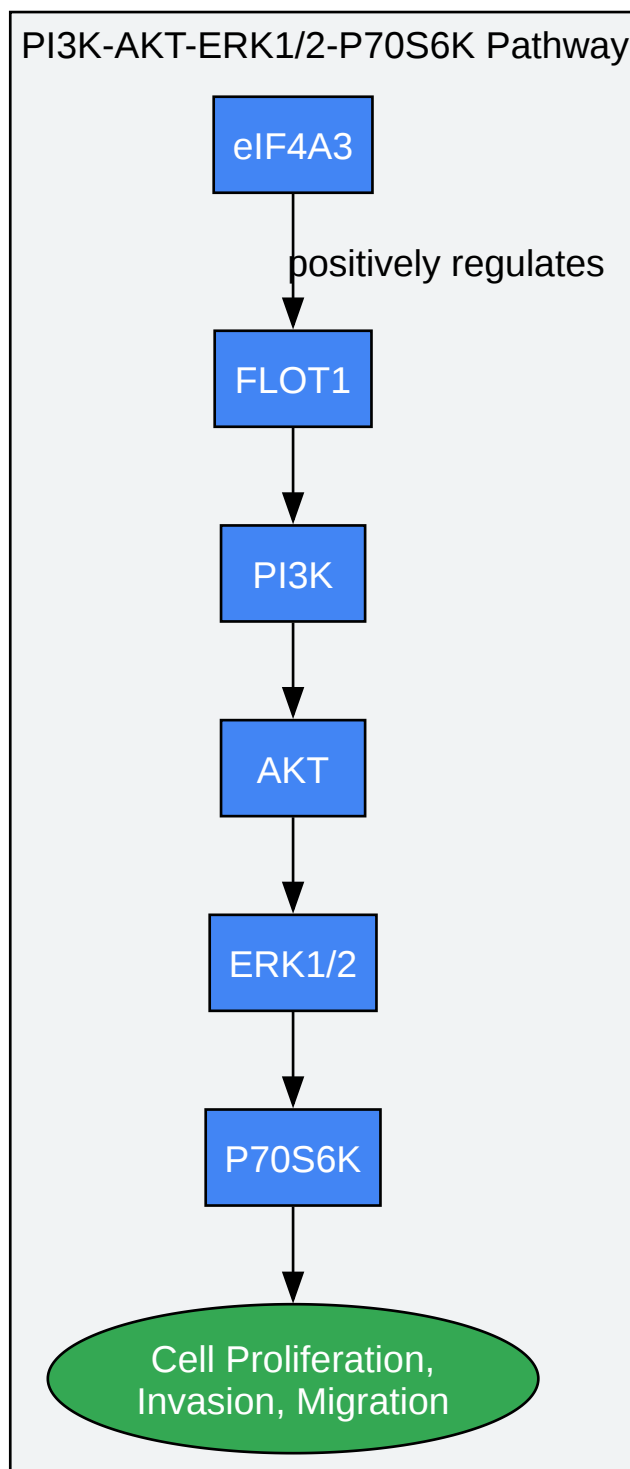 PI3K-AKT-ERK1/2-P70S6K Pathway
eIF4A3
positively regulates
FLOT1
PI3K
AKT
ERK1/2
P70S6K
Cell Proliferation,
Invasion, Migration